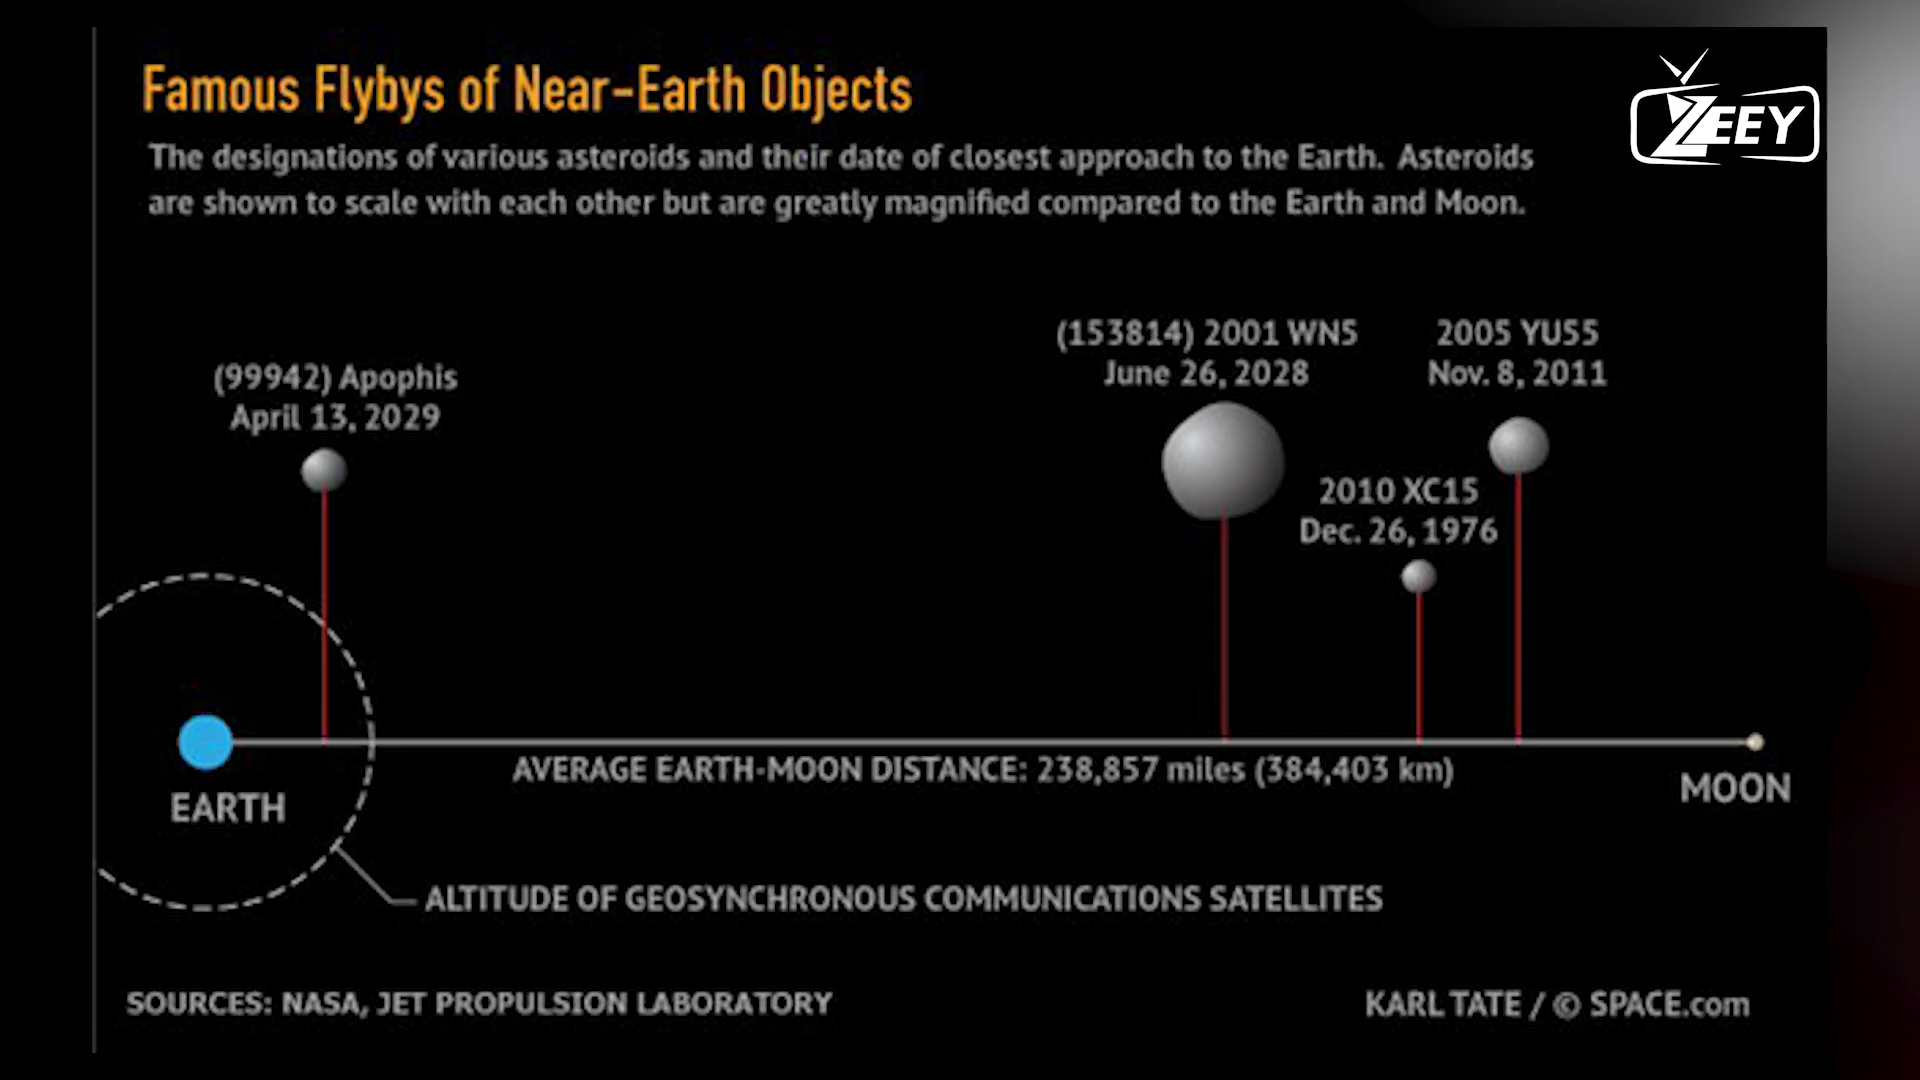 Famous Flybys of Near-Earth Objects
ZEEY
The designations of various asteroids and their date of closest approach to the Earth. Asteroids
are shown to scale with each other but are greatly magnified compared to the Earth and Moon.
(99942) Apophis
April 13, 2029
(153814) 2001 WN5
June 26, 2028
2005 YU55
Nov. 8, 2011
2010 XC15
Dec. 26, 1976
AVERAGE EARTH-MOON DISTANCE: 238,857 miles (384,403 km)
EARTH
MOON
ALTITUDE OF GEOSYNCHRONOUS COMMUNICATIONS SATELLITES
SOURCES: NASA, JET PROPULSION LABORATORY
KARL TATE / © SPACE.com